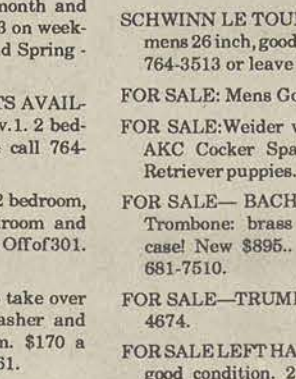 month and
3 on week-
d Spring -
TS AVAIL-
v.1. 2 bed-
call 764-
2 bedroom,
room and
Off of 301.
take over
asher and
m. $170 a
61.
SCHWINN LE TOU
mens 26 inch, good
764-3513 or leave
FOR SALE: Mens Go
FOR SALE:Weider w
AKC Cocker Spa
Retriever puppies.
FOR SALE— BACH
Trombone: brass
case! New $895..
681-7510.
FOR SALE—TRUM
4674.
FOR SALE LEFT HA
good condition. 2